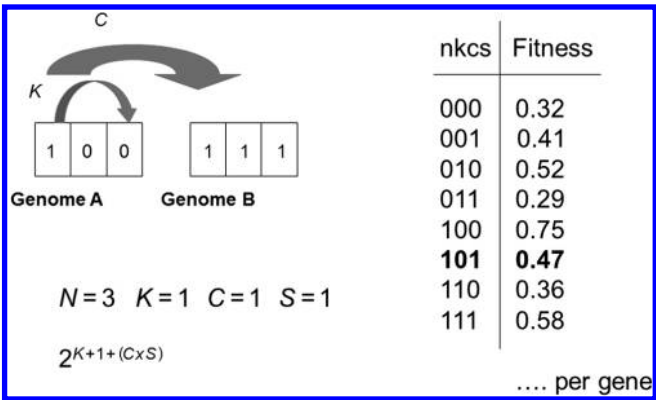 C
K
1 0 0
1 1 1
Genome A
Genome B
N = 3 K = 1 C = 1 S = 1
2^{K+1+(CxS)}
nkcs Fitness
000 0.32
001 0.41
010 0.52
011 0.29
100 0.75
101 0.47
110 0.36
111 0.58
.... per gene